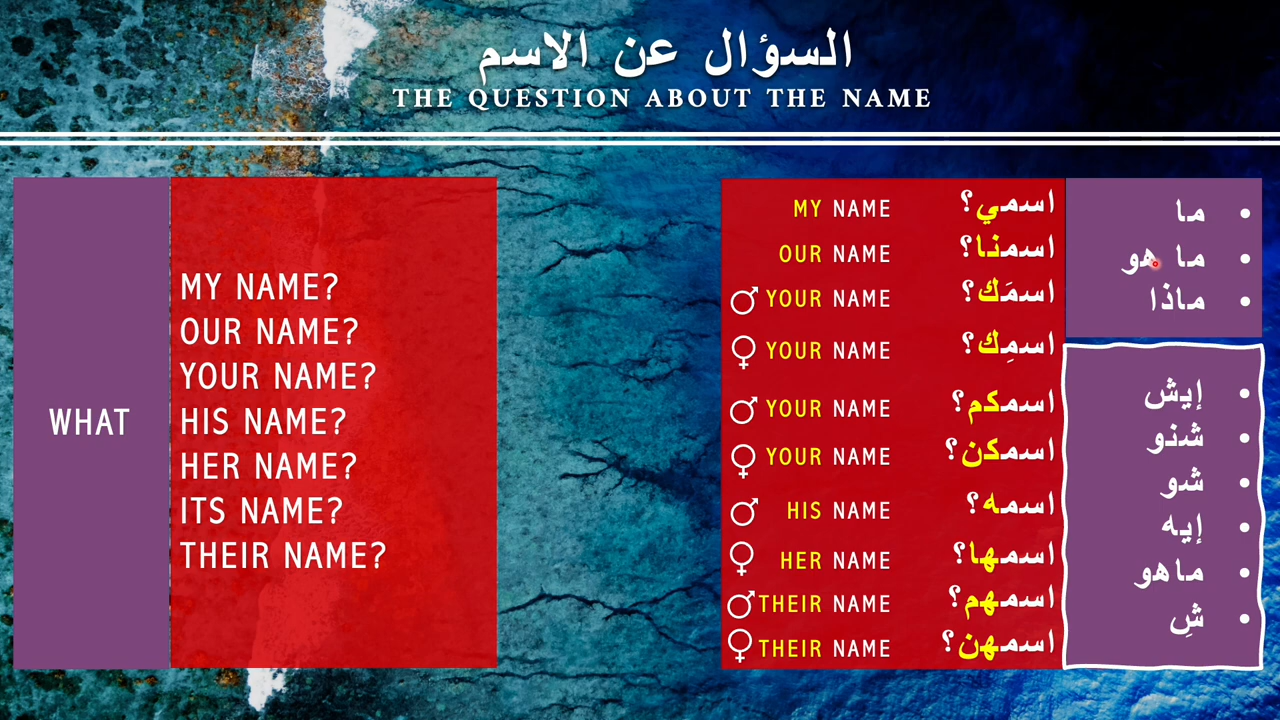 السؤال عن الاسم
THE QUESTION ABOUT THE NAME
WHAT
MY NAME?
OUR NAME?
YOUR NAME?
HIS NAME?
HER NAME?
ITS NAME?
THEIR NAME?
MY NAME اسمي؟
OUR NAME اسمنا؟
♂ YOUR NAME اسمَك؟
♀ YOUR NAME اسمِك؟
♂ YOUR NAME اسمكم؟
♀ YOUR NAME اسمكن؟
♂ HIS NAME اسمه؟
♀ HER NAME اسمها؟
♂ THEIR NAME اسمهم؟
♀ THEIR NAME اسمهن؟
• ما
• ما هو
• ماذا
• إيش
• شنو
• شو
• إيه
• ماهو
• شِ